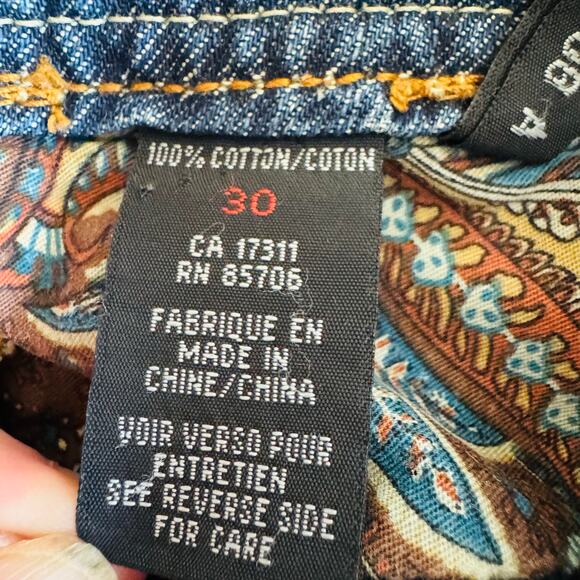 100% COTTON/COTON
30
CA 17311
RN 85706
FABRIQUE EN
MADE IN
CHINE/CHINA
VOIR VERSO POUR
ENTRETIEN
SEE REVERSE SIDE
FOR CARE